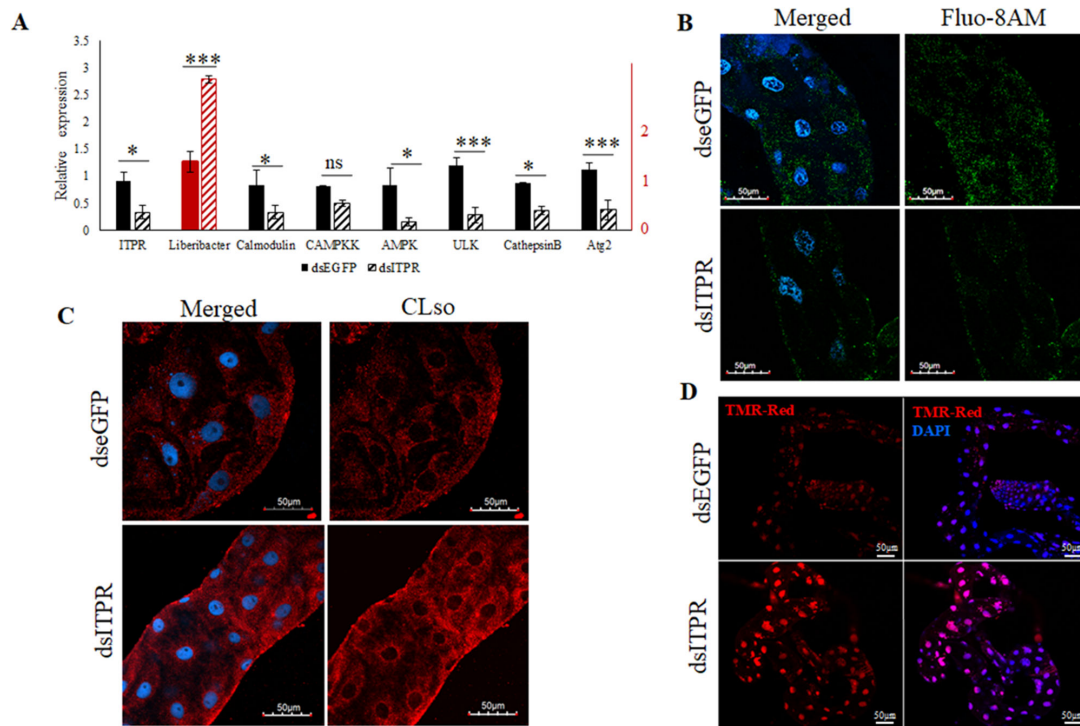 A
Relative expression
3.5
3
2.5
2
1.5
1
0.5
0
***
*
*
ns
*
***
*
***
2
1
0
ITPR Liberibacter Calmodulin CAMPKK AMPK ULK CathepsinB Atg2
dsEGFP dsITPR
B
Merged Fluo-8AM
dseGFP
50µm 50µm
dsITPR
50µm 50µm
C
Merged CLso
dseGFP
50µm 50µm
dsITPR
50µm 50µm
D
TMR-Red TMR-Red
DAPI
dsEGFP
50µm 50µm
dsITPR
50µm 50µm